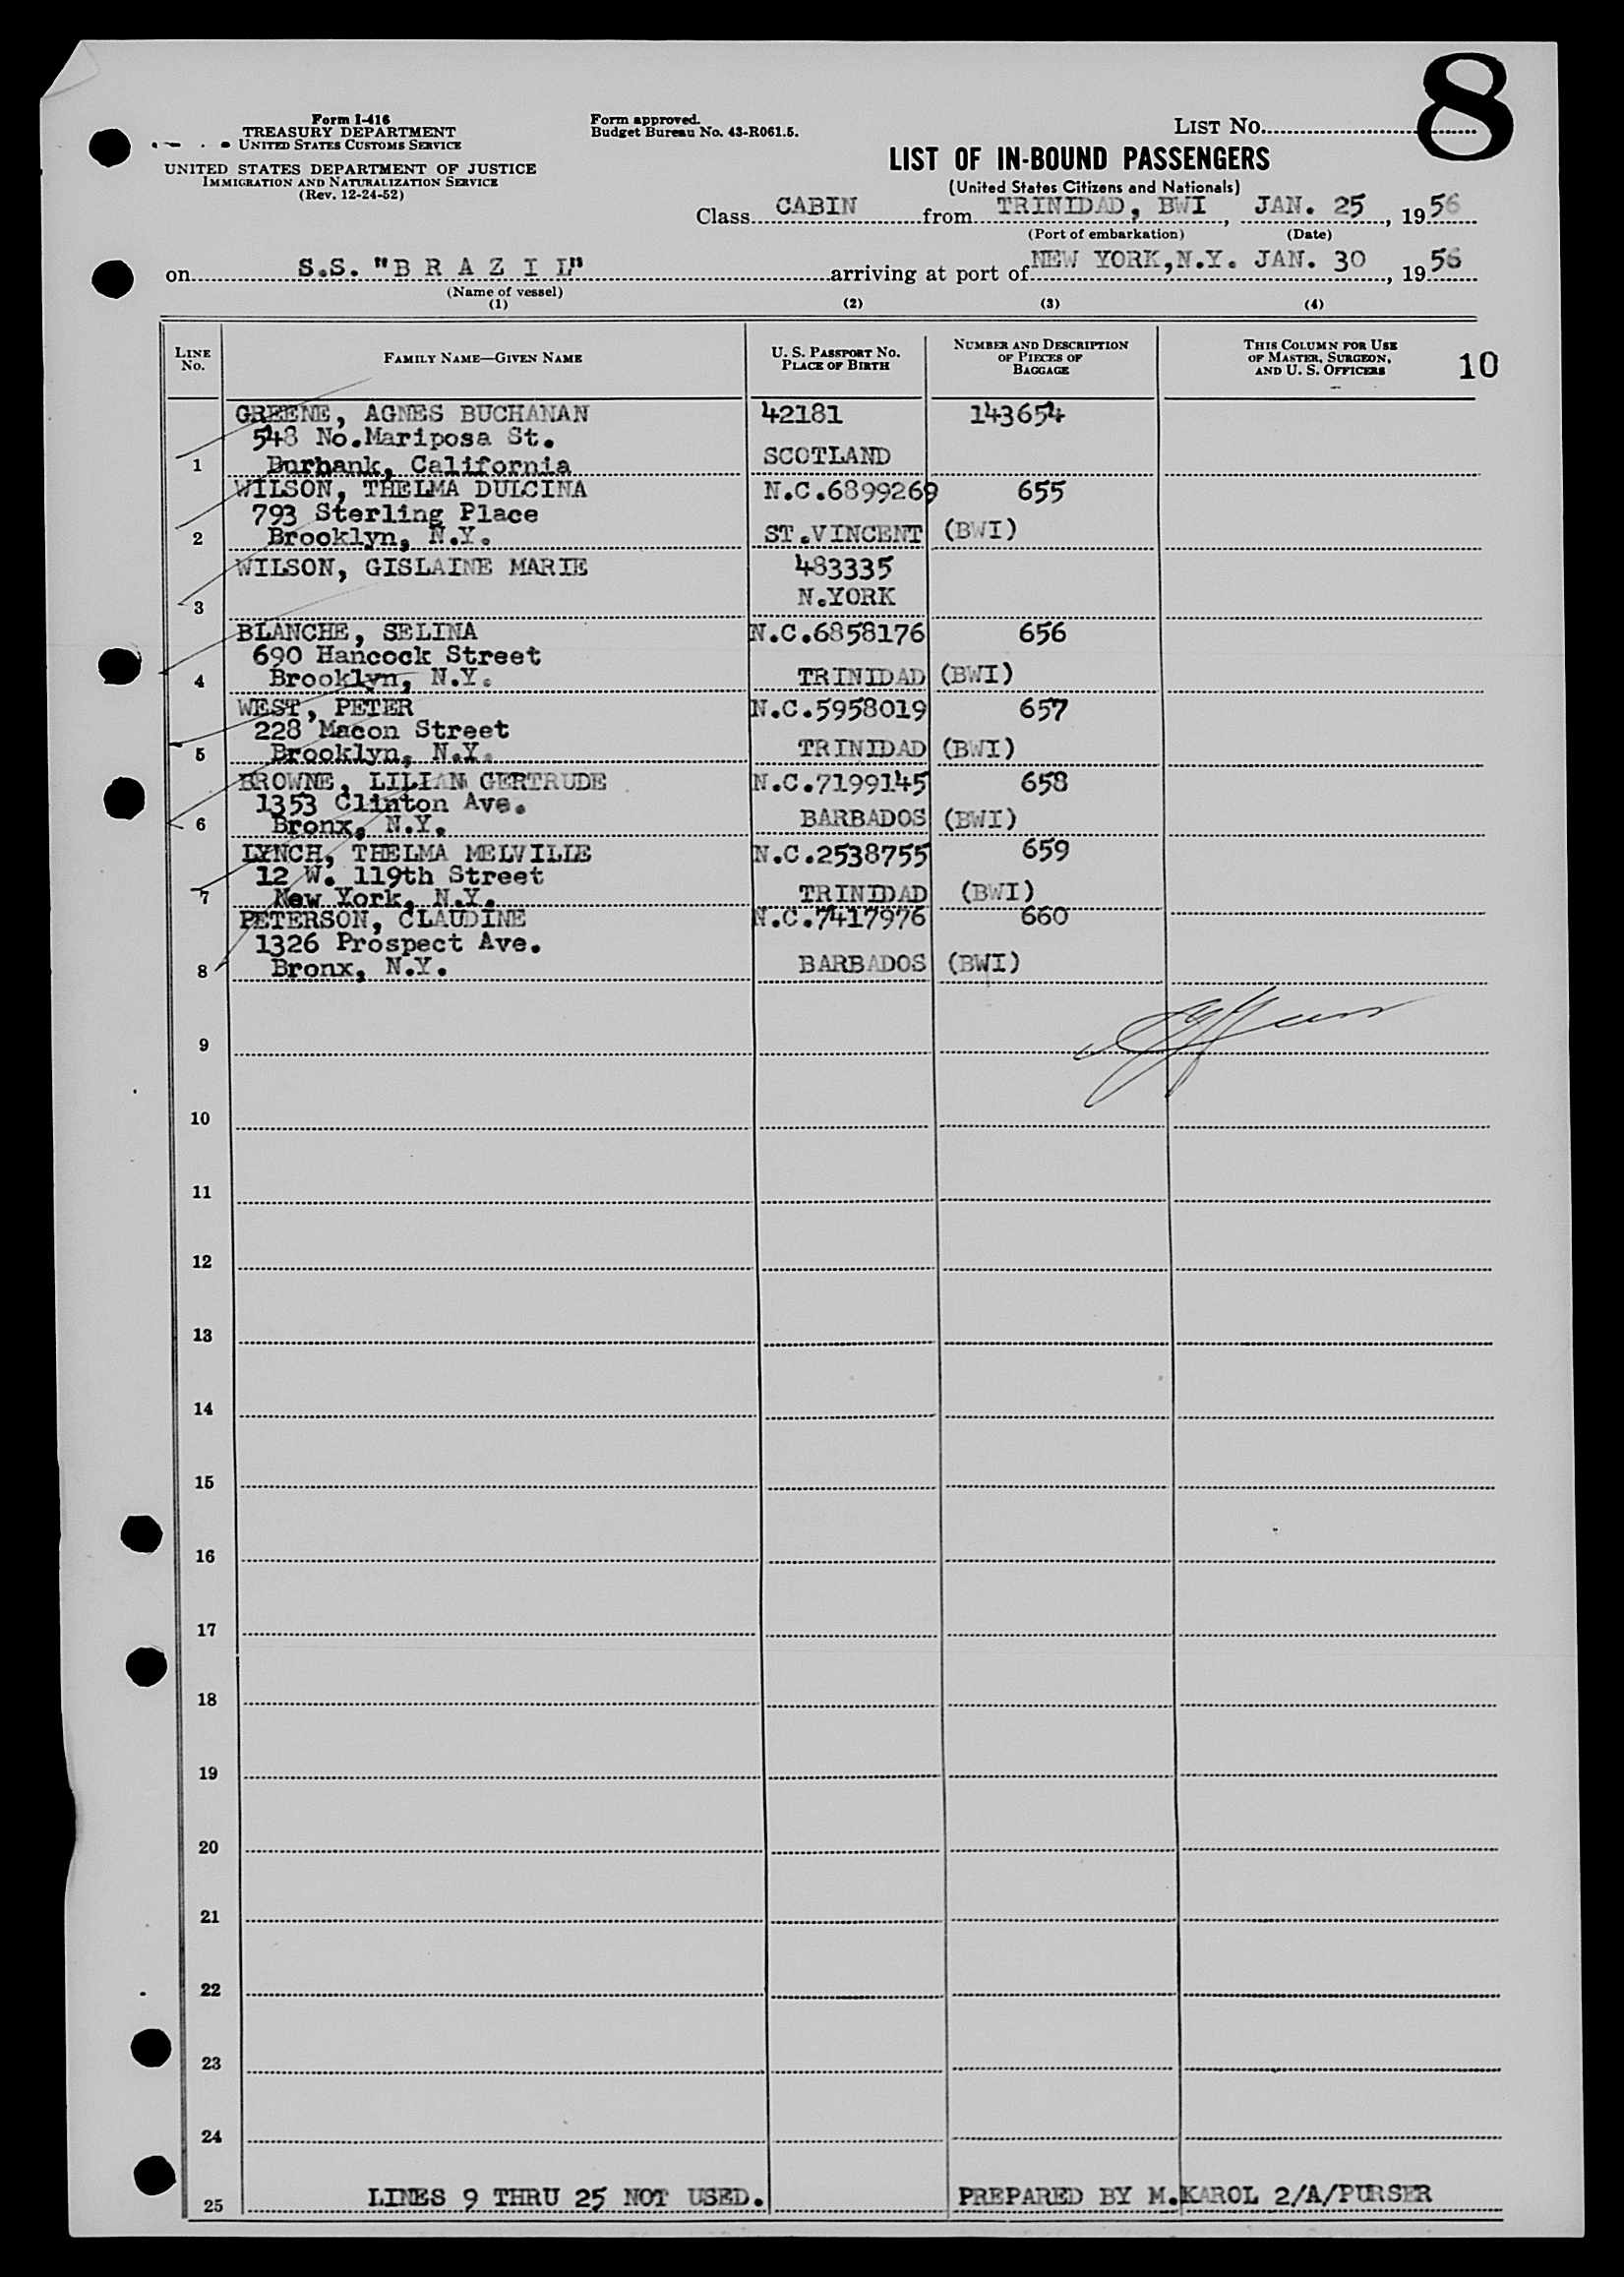 Form I-416
TREASURY DEPARTMENT
UNITED STATES CUSTOMS SERVICE
UNITED STATES DEPARTMENT OF JUSTICE
IMMIGRATION AND NATURALIZATION SERVICE
(Rev. 12-24-52)
Form approved.
Budget Bureau No. 43-R061.5.
LIST No. 8
LIST OF IN-BOUND PASSENGERS
(United States Citizens and Nationals)
Class CABIN from TRINIDAD, BWI, JAN. 25, 1956
(Port of embarkation) (Date)
on S.S. "B R A Z I L" arriving at port of NEW YORK,N.Y. JAN. 30, 1956
(Name of vessel)
(1) (2) (3) (4)
LINE No. FAMILY NAME—GIVEN NAME U. S. PASSPORT No. PLACE OF BIRTH NUMBER AND DESCRIPTION OF PIECES OF BAGGAGE THIS COLUMN FOR USE OF MASTER, SURGEON, AND U. S. OFFICERS 10
GREENE, AGNES BUCHANAN 42181 143654
548 No.Mariposa St.
1 Burbank, California SCOTLAND
WILSON, THELMA DULCINA N.C.6899269 655
793 Sterling Place
2 Brooklyn, N.Y. ST.VINCENT (BWI)
WILSON, GISLAINE MARIE 483335
3 N.YORK
BLANCHE, SELINA N.C.6858176 656
690 Hancock Street
4 Brooklyn, N.Y. TRINIDAD (BWI)
WEST, PETER N.C.5958019 657
228 Macon Street
5 Brooklyn, N.Y. TRINIDAD (BWI)
BROWNE, LILIAN GERTRUDE N.C.7199145 658
1353 Clinton Ave.
6 Bronx, N.Y. BARBADOS (BWI)
LYNCH, THELMA MELVILLE N.C.2538755 659
12 W. 119th Street
7 New York, N.Y. TRINIDAD (BWI)
PETERSON, CLAUDINE N.C.7417976 660
1326 Prospect Ave.
8 Bronx, N.Y. BARBADOS (BWI)
9
10
11
12
13
14
15
16
17
18
19
20
21
22
23
24
25 LINES 9 THRU 25 NOT USED. PREPARED BY M.KAROL 2/A/PURSER